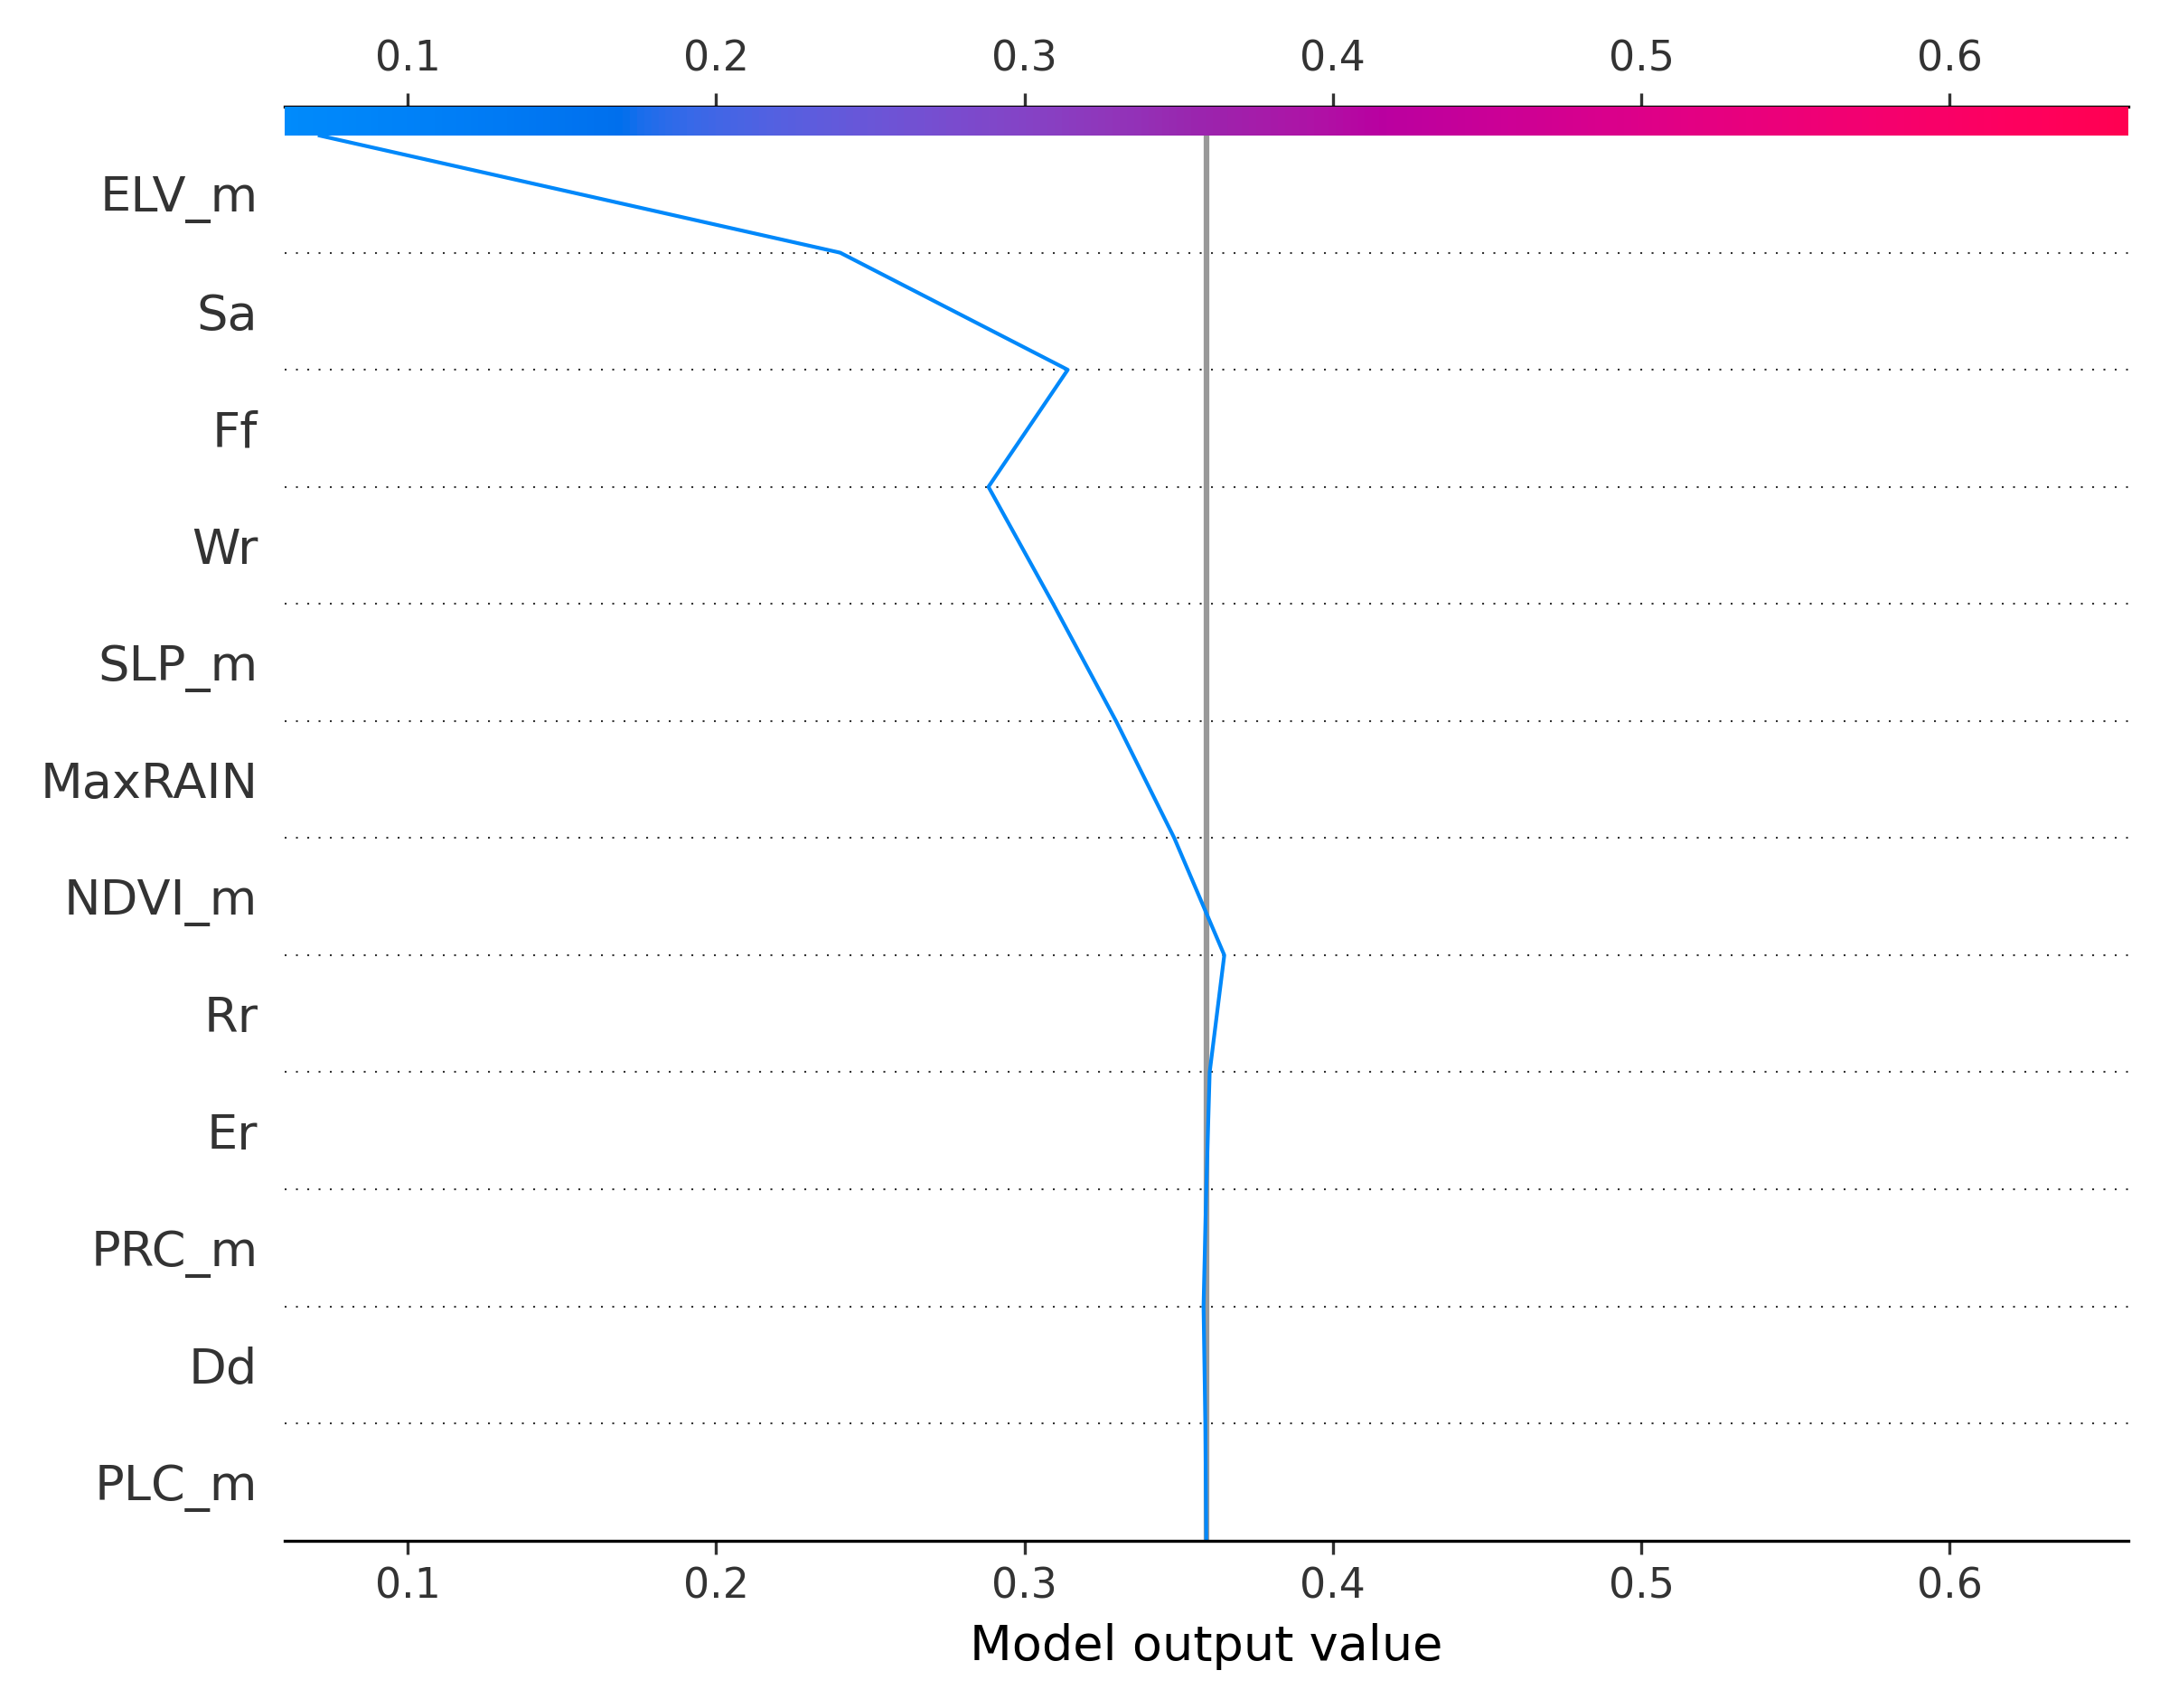 0.1 0.2 0.3 0.4 0.5 0.6
ELV_m
Sa
Ff
Wr
SLP_m
MaxRAIN
NDVI_m
Rr
Er
PRC_m
Dd
PLC_m
0.1 0.2 0.3 0.4 0.5 0.6
Model output value